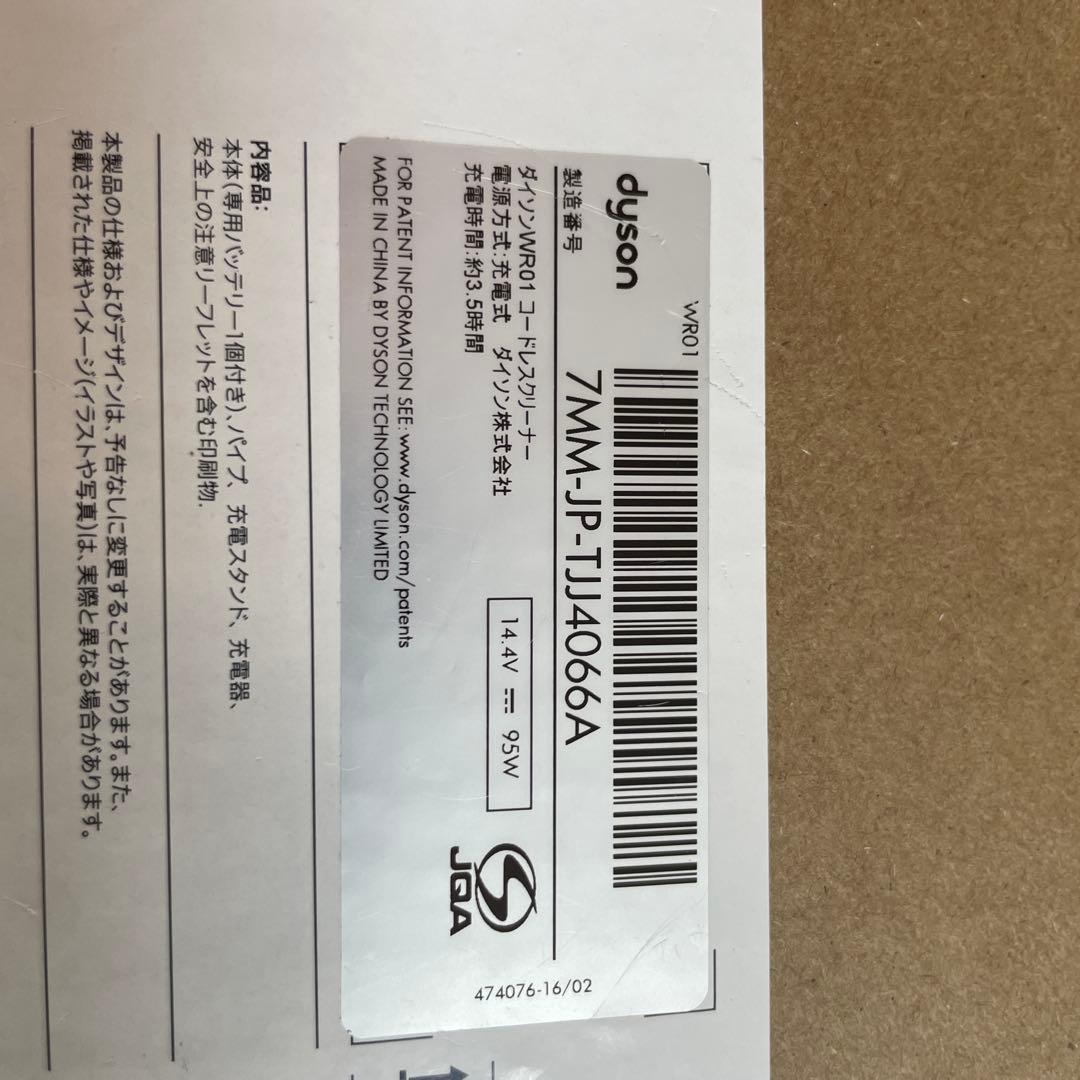 WR01
dyson
製造番号
7MM-JP-TJJ4066A
ダイソンWR01 コードレスクリーナー
電源方式:充電式 ダイソン株式会社
充電時間:約3.5時間
14.4V ⎓ 95W
JQA
FOR PATENT INFORMATION SEE: www.dyson.com/patents
MADE IN CHINA BY DYSON TECHNOLOGY LIMITED
474076-16/02
内容品:
本体(専用バッテリー1個付き)、パイプ、充電スタンド、充電器、
安全上の注意リーフレットを含む印刷物.
本製品の仕様およびデザインは、予告なしに変更することがあります。また、
掲載された仕様やイメージ(イラストや写真)は、実際と異なる場合があります。